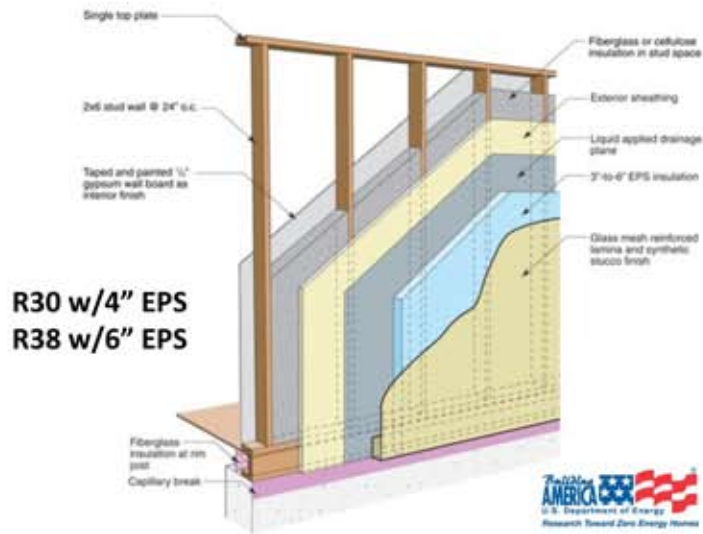 Single top plate
Fiberglass or cellulose
insulation in stud space
2x6 stud wall @ 24" o.c.
Exterior sheathing
Liquid applied drainage
plane
Taped and painted ½"
gypsum wall board as
interior finish
3"-to-6" EPS insulation
Glass mesh reinforced
lamina and synthetic
stucco finish
R30 w/4” EPS
R38 w/6” EPS
Fiberglass
insulation at rim
joist
Capillary break
Building
AMERICA
U.S. Department of Energy
Research Toward Zero Energy Homes